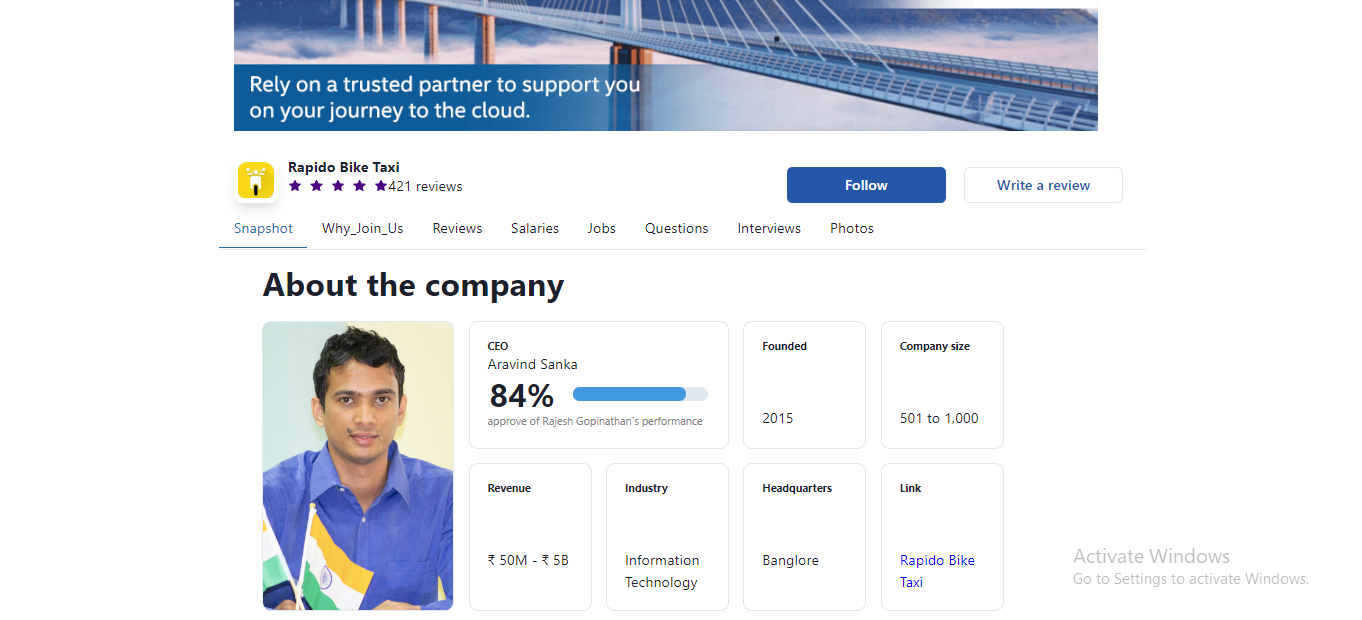 Rely on a trusted partner to support you
on your journey to the cloud.
Rapido Bike Taxi
421 reviews
Follow
Write a review
Snapshot Why_Join_Us Reviews Salaries Jobs Questions Interviews Photos
About the company
CEO
Aravind Sanka
84%
approve of Rajesh Gopinathan's performance
Founded
2015
Company size
501 to 1,000
Revenue
₹ 50M - ₹ 5B
Industry
Information
Technology
Headquarters
Banglore
Link
Rapido Bike
Taxi
Activate Windows
Go to Settings to activate Windows.